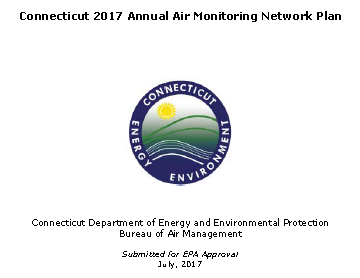 Connecticut 2017 Annual Air Monitoring Network Plan
CONNECTICUT
ENERGY
ENVIRONMENT
Connecticut Department of Energy and Environmental Protection
Bureau of Air Management
Submitted for EPA Approval
July, 2017